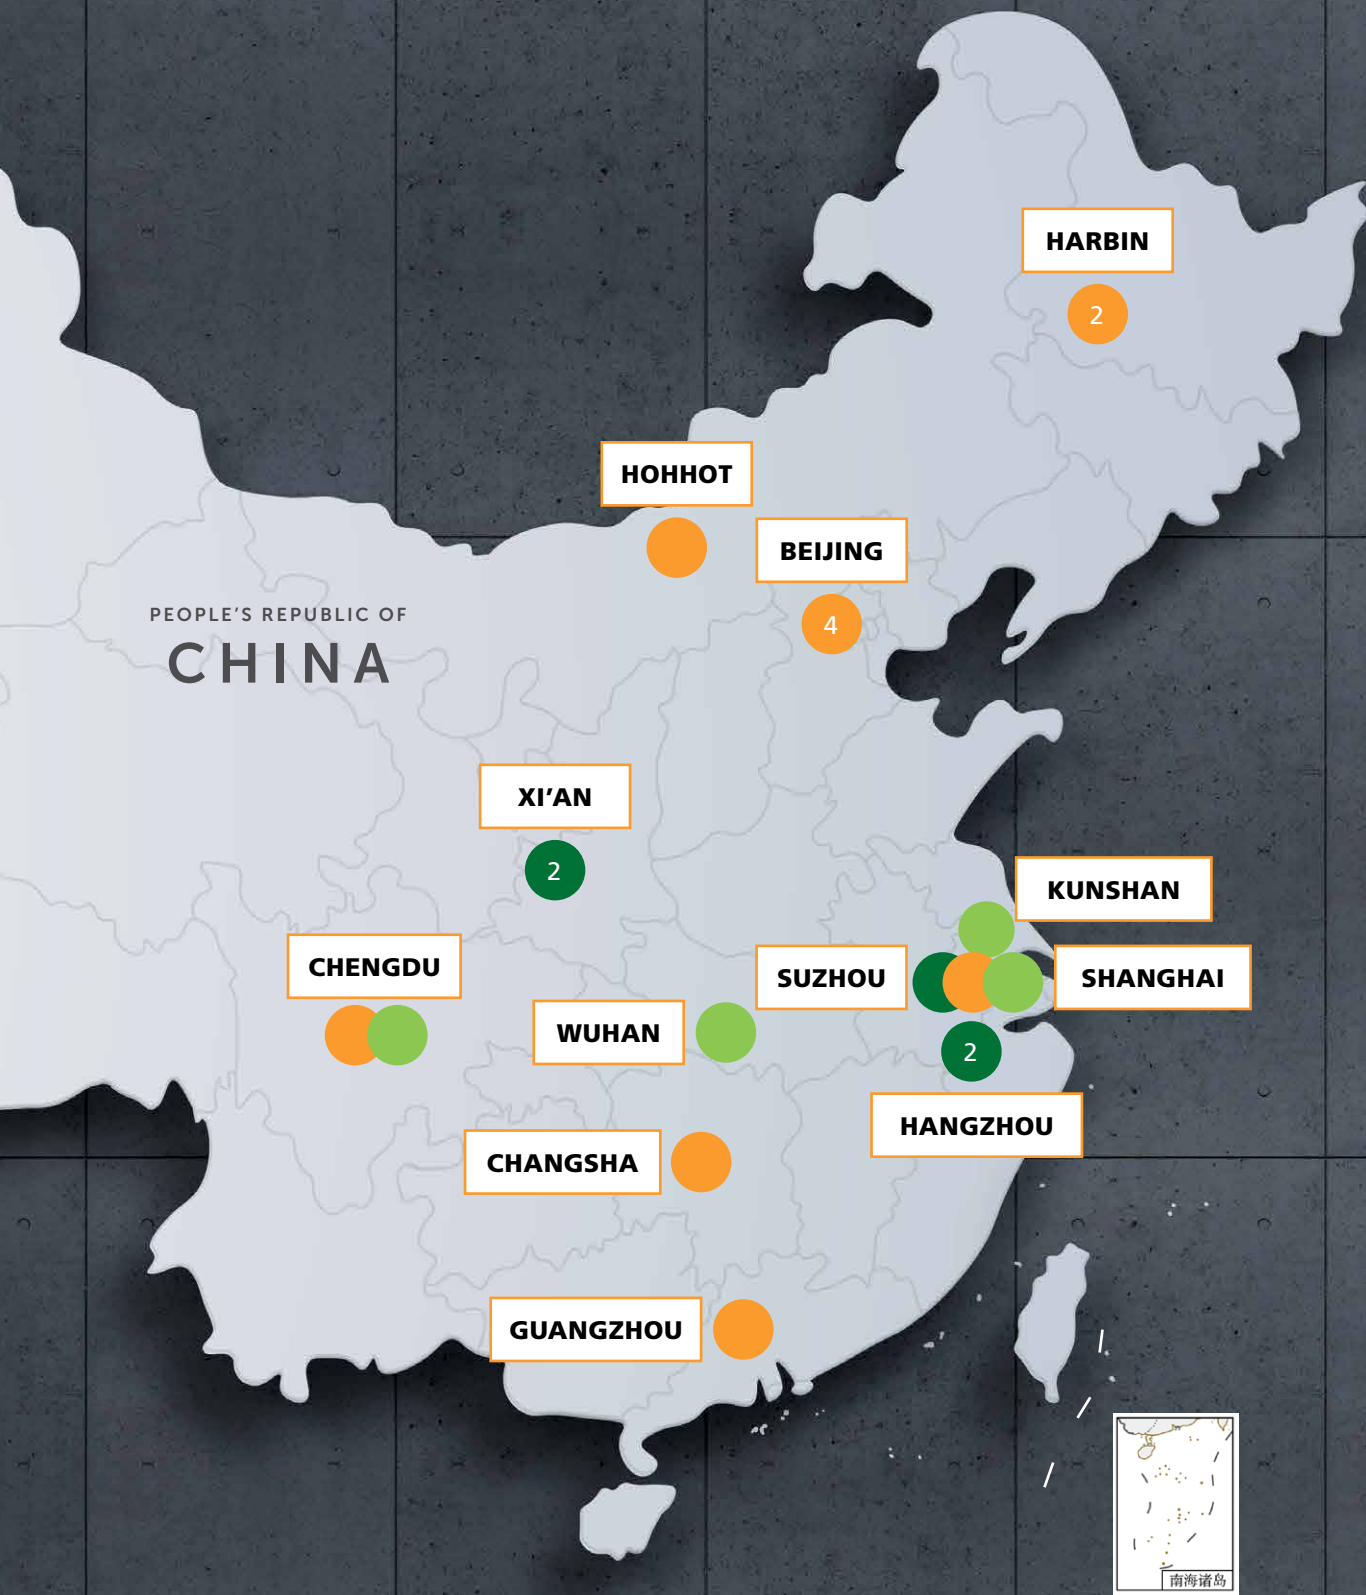 HARBIN
2
HOHHOT
BEIJING
4
PEOPLE'S REPUBLIC OF
CHINA
XI'AN
2
KUNSHAN
CHENGDU
SUZHOU
SHANGHAI
WUHAN
2
HANGZHOU
CHANGSHA
GUANGZHOU
南海诸岛